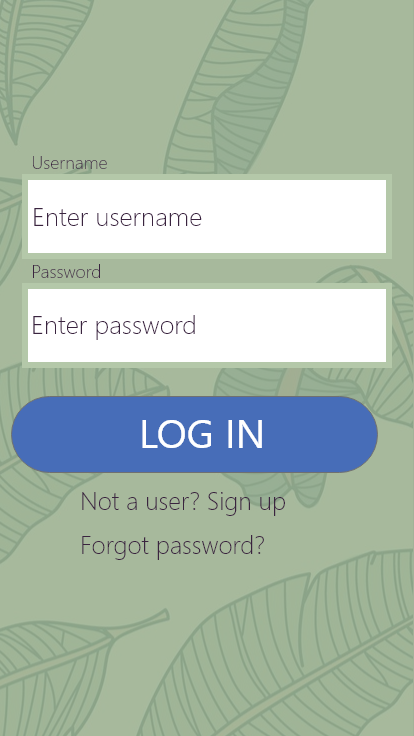 Username
Enter username
Password
Enter password
LOG IN
Not a user? Sign up
Forgot password?